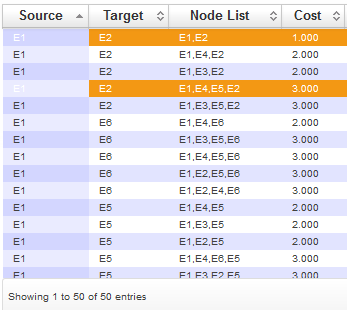 Source Target Node List Cost
E1 E2 E1,E2 1.000
E1 E2 E1,E4,E2 2.000
E1 E2 E1,E3,E2 2.000
E1 E2 E1,E4,E5,E2 3.000
E1 E2 E1,E3,E5,E2 3.000
E1 E6 E1,E4,E6 2.000
E1 E6 E1,E3,E5,E6 3.000
E1 E6 E1,E4,E5,E6 3.000
E1 E6 E1,E2,E5,E6 3.000
E1 E6 E1,E2,E4,E6 3.000
E1 E5 E1,E4,E5 2.000
E1 E5 E1,E3,E5 2.000
E1 E5 E1,E2,E5 2.000
E1 E5 E1,E4,E6,E5 3.000
E1 E5 E1,E3,E2,E5 3.000
Showing 1 to 50 of 50 entries